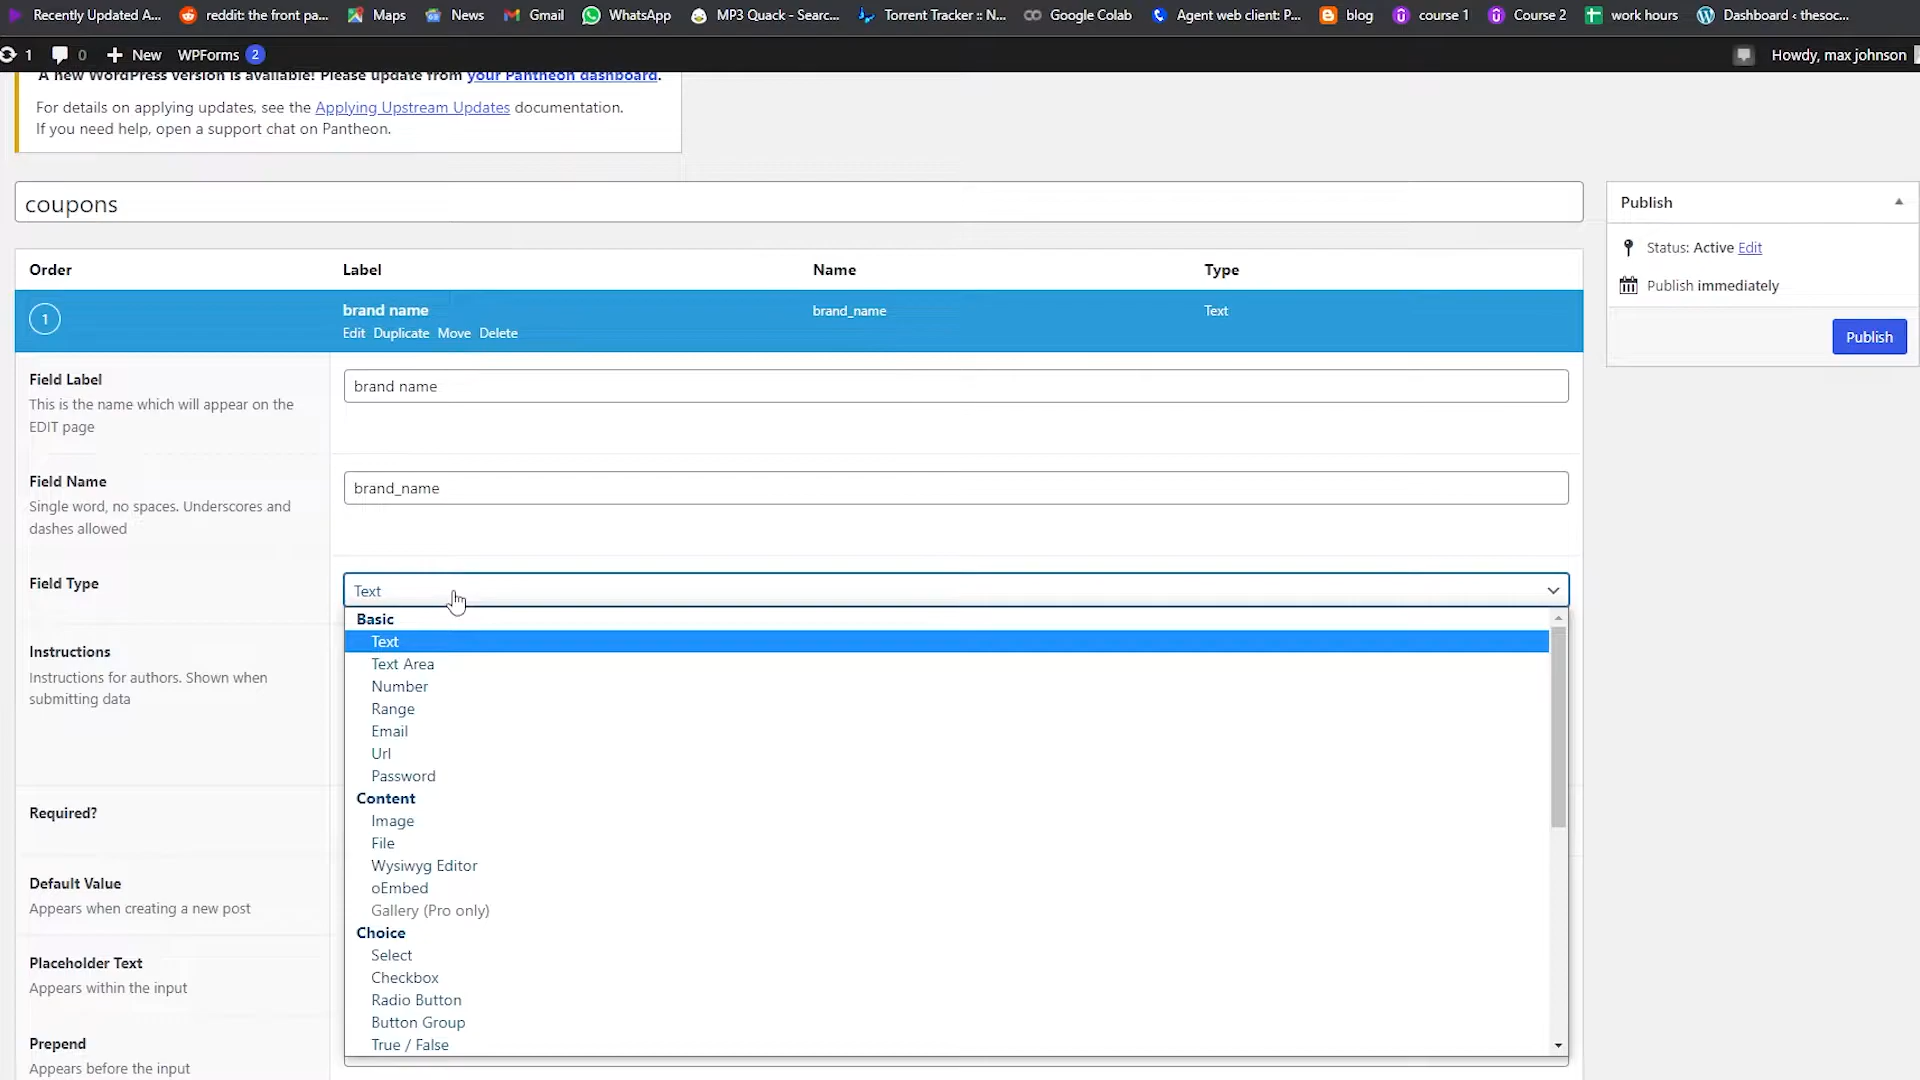 Recently Updated A... reddit: the front pa... Maps News Gmail WhatsApp MP3 Quack - Searc... Torrent Tracker :: N... Google Colab Agent web client: P... blog course 1 Course 2 work hours Dashboard ‹ thesoc...
1 0 New WPForms 2 Howdy, max johnson
A new WordPress version is available! Please update from your Pantheon dashboard.
For details on applying updates, see the Applying Upstream Updates documentation.
If you need help, open a support chat on Pantheon.
coupons
Publish
Status: Active Edit
Publish immediately
Publish
Order Label Name Type
1 brand name brand_name Text
Edit Duplicate Move Delete
Field Label
This is the name which will appear on the
EDIT page
brand name
Field Name
Single word, no spaces. Underscores and
dashes allowed
brand_name
Field Type
Text
Basic
Text
Text Area
Number
Range
Email
Url
Password
Content
Image
File
Wysiwyg Editor
oEmbed
Gallery (Pro only)
Choice
Select
Checkbox
Radio Button
Button Group
True / False
Instructions
Instructions for authors. Shown when
submitting data
Required?
Default Value
Appears when creating a new post
Placeholder Text
Appears within the input
Prepend
Appears before the input